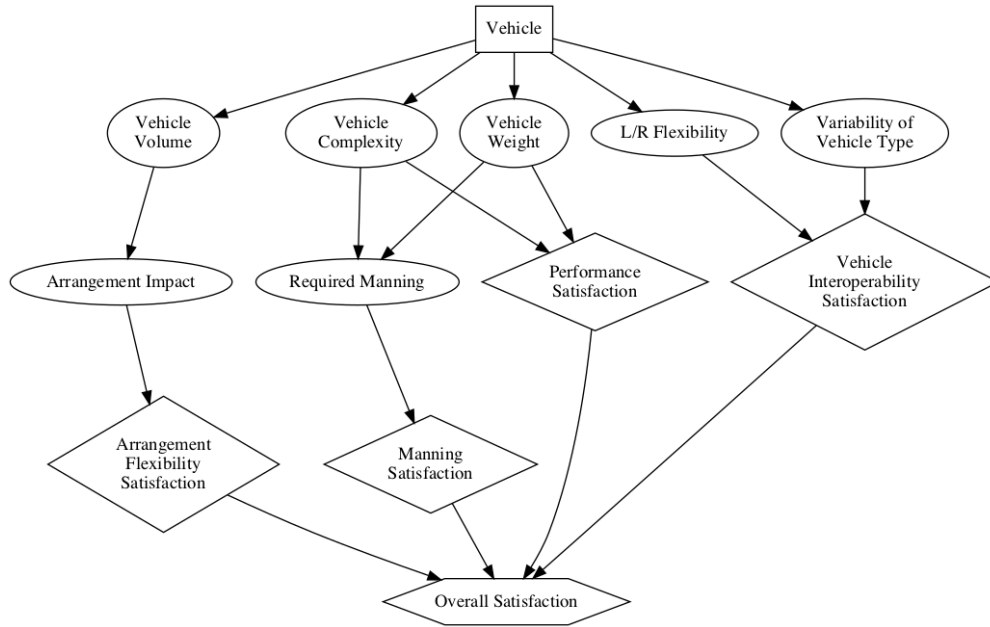 Vehicle
Vehicle
Volume
Vehicle
Complexity
Vehicle
Weight
L/R Flexibility
Variability of
Vehicle Type
Arrangement Impact
Required Manning
Performance
Satisfaction
Vehicle
Interoperability
Satisfaction
Arrangement
Flexibility
Satisfaction
Manning
Satisfaction
Overall Satisfaction